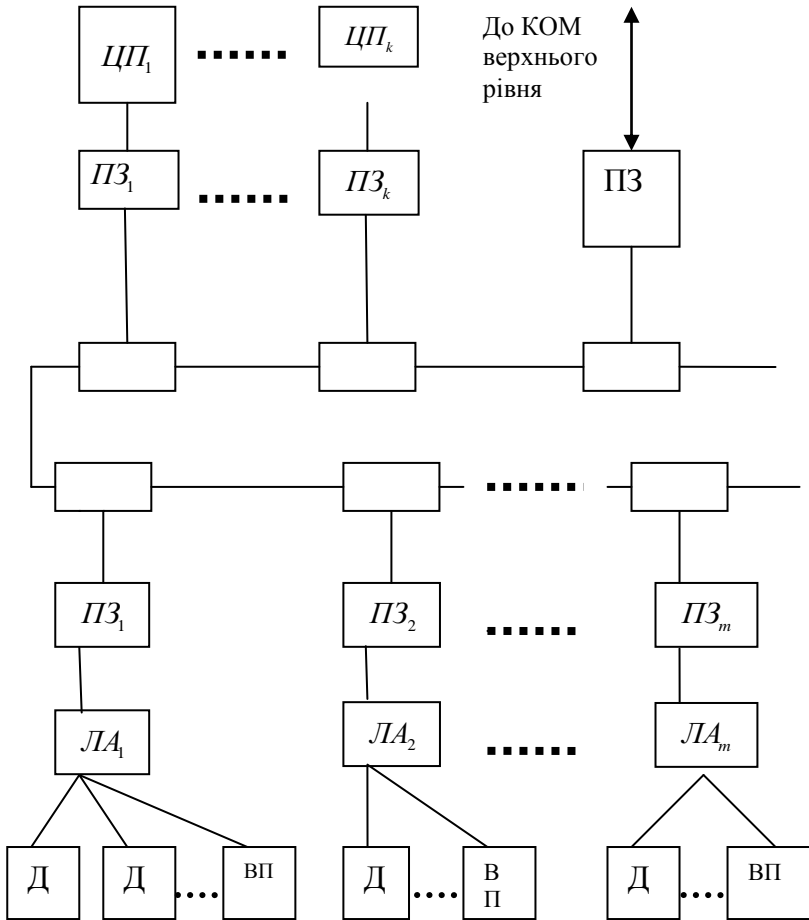 ЦП₁ ЦПₖ До КОМ
верхнього
рівня
ПЗ₁ ПЗₖ ПЗ
ПЗ₁ ПЗ₂ ПЗₘ
ЛА₁ ЛА₂ ЛАₘ
Д Д ВП Д В Д ВП
П